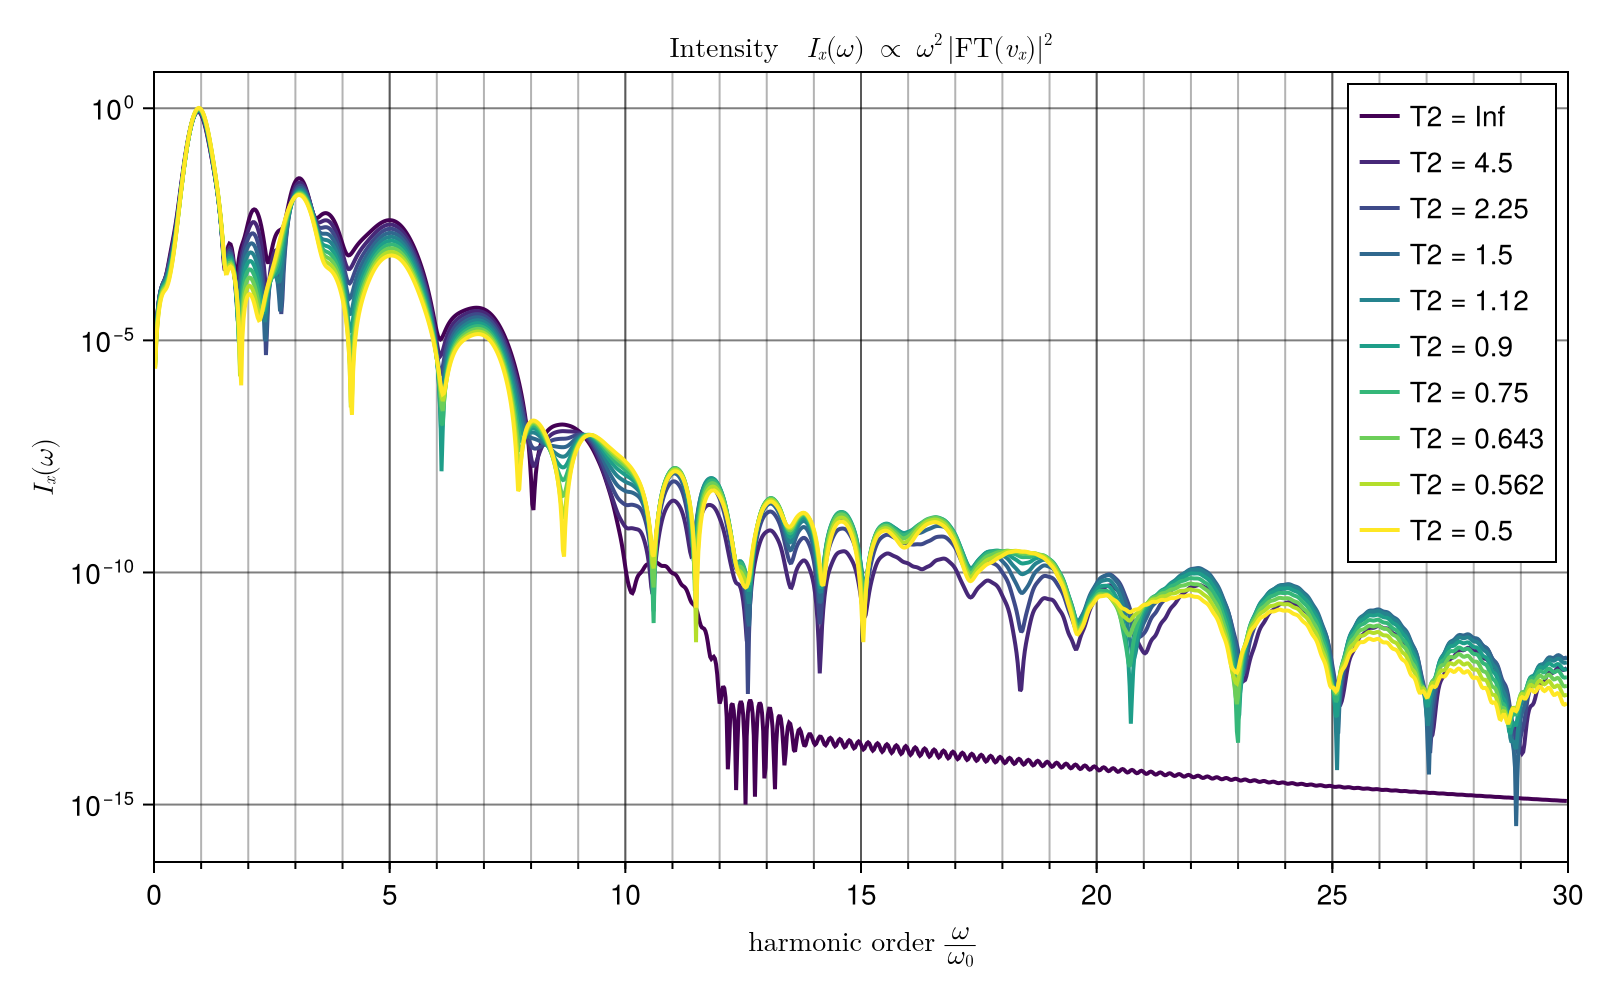 Intensity I_x(ω) ∝ ω² |FT(v_x)|²
10⁰
10⁻⁵
10⁻¹⁰
10⁻¹⁵
I_x(ω)
T2 = Inf
T2 = 4.5
T2 = 2.25
T2 = 1.5
T2 = 1.12
T2 = 0.9
T2 = 0.75
T2 = 0.643
T2 = 0.562
T2 = 0.5
0 5 10 15 20 25 30
harmonic order ω/ω₀